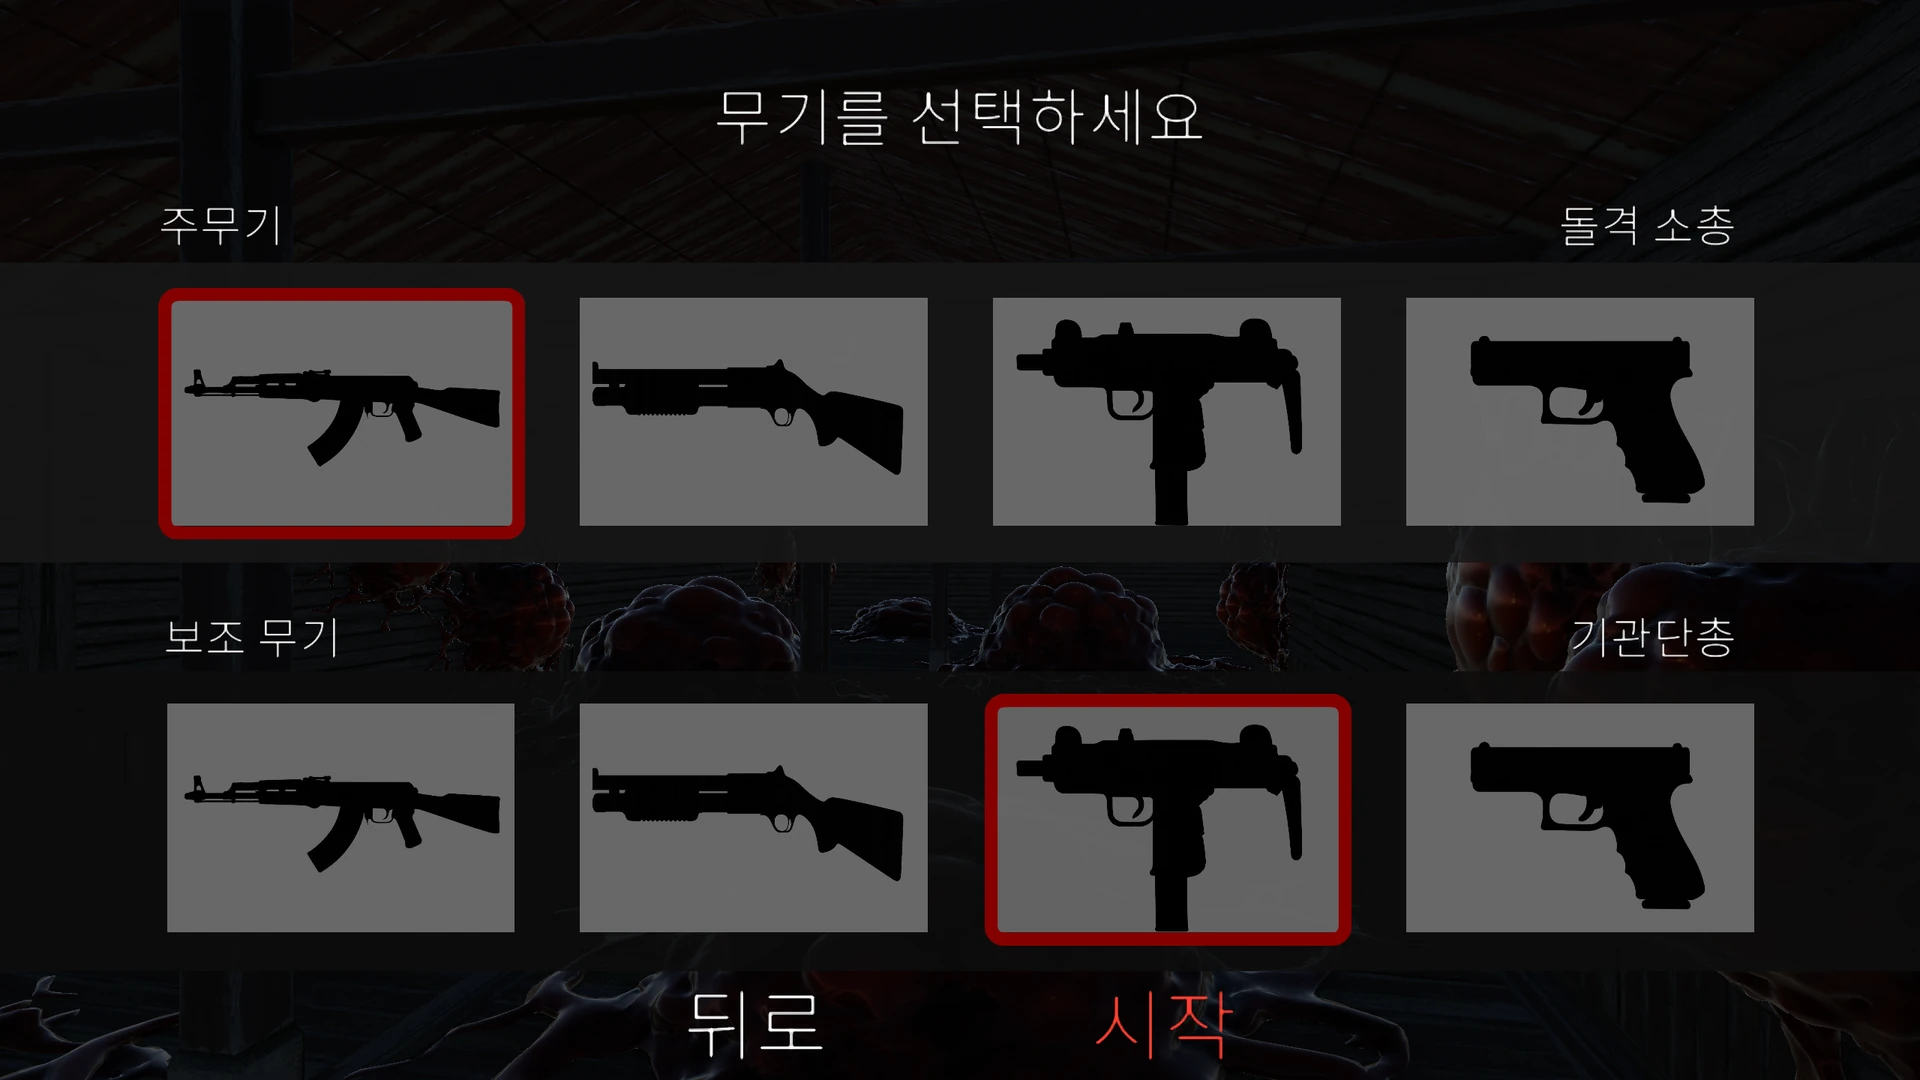 무기를 선택하세요
주무기
돌격 소총
보조 무기
기관단총
뒤로
시작